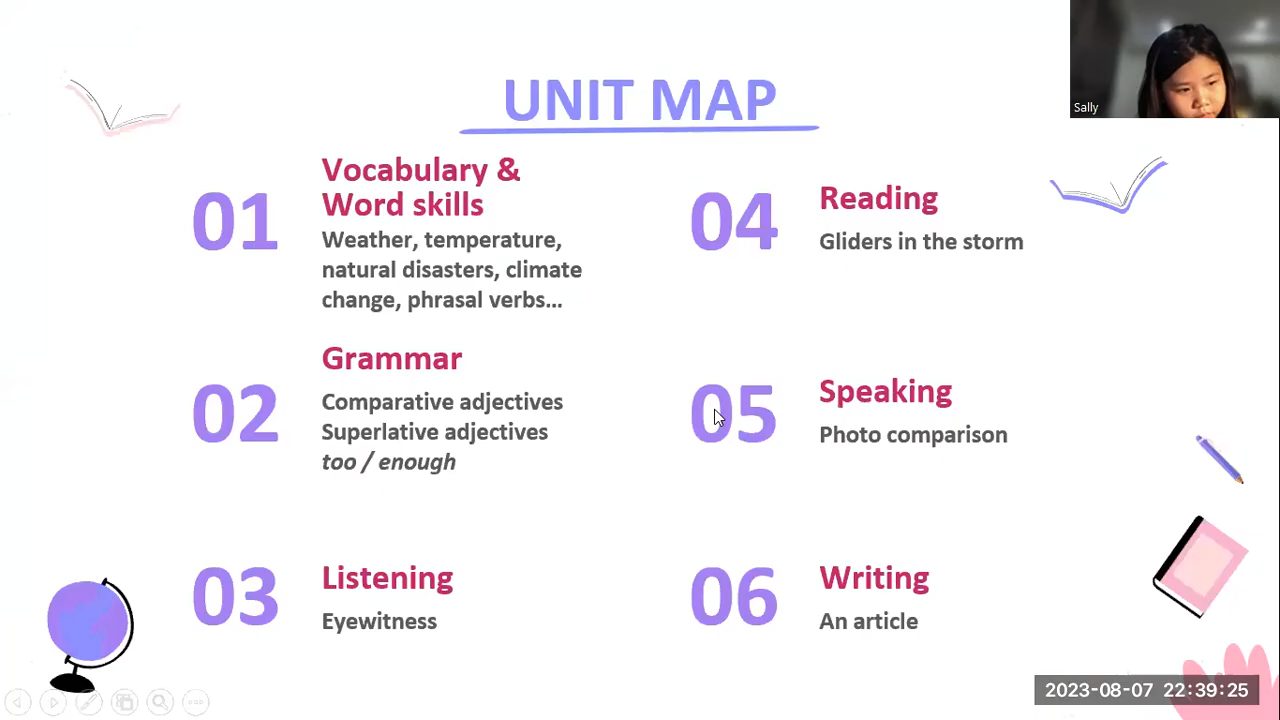 UNIT MAP
Sally
01
Vocabulary &
Word skills
Weather, temperature,
natural disasters, climate
change, phrasal verbs...
02
Grammar
Comparative adjectives
Superlative adjectives
too / enough
03
Listening
Eyewitness
04
Reading
Gliders in the storm
05
Speaking
Photo comparison
06
Writing
An article
2023-08-07 22:39:25